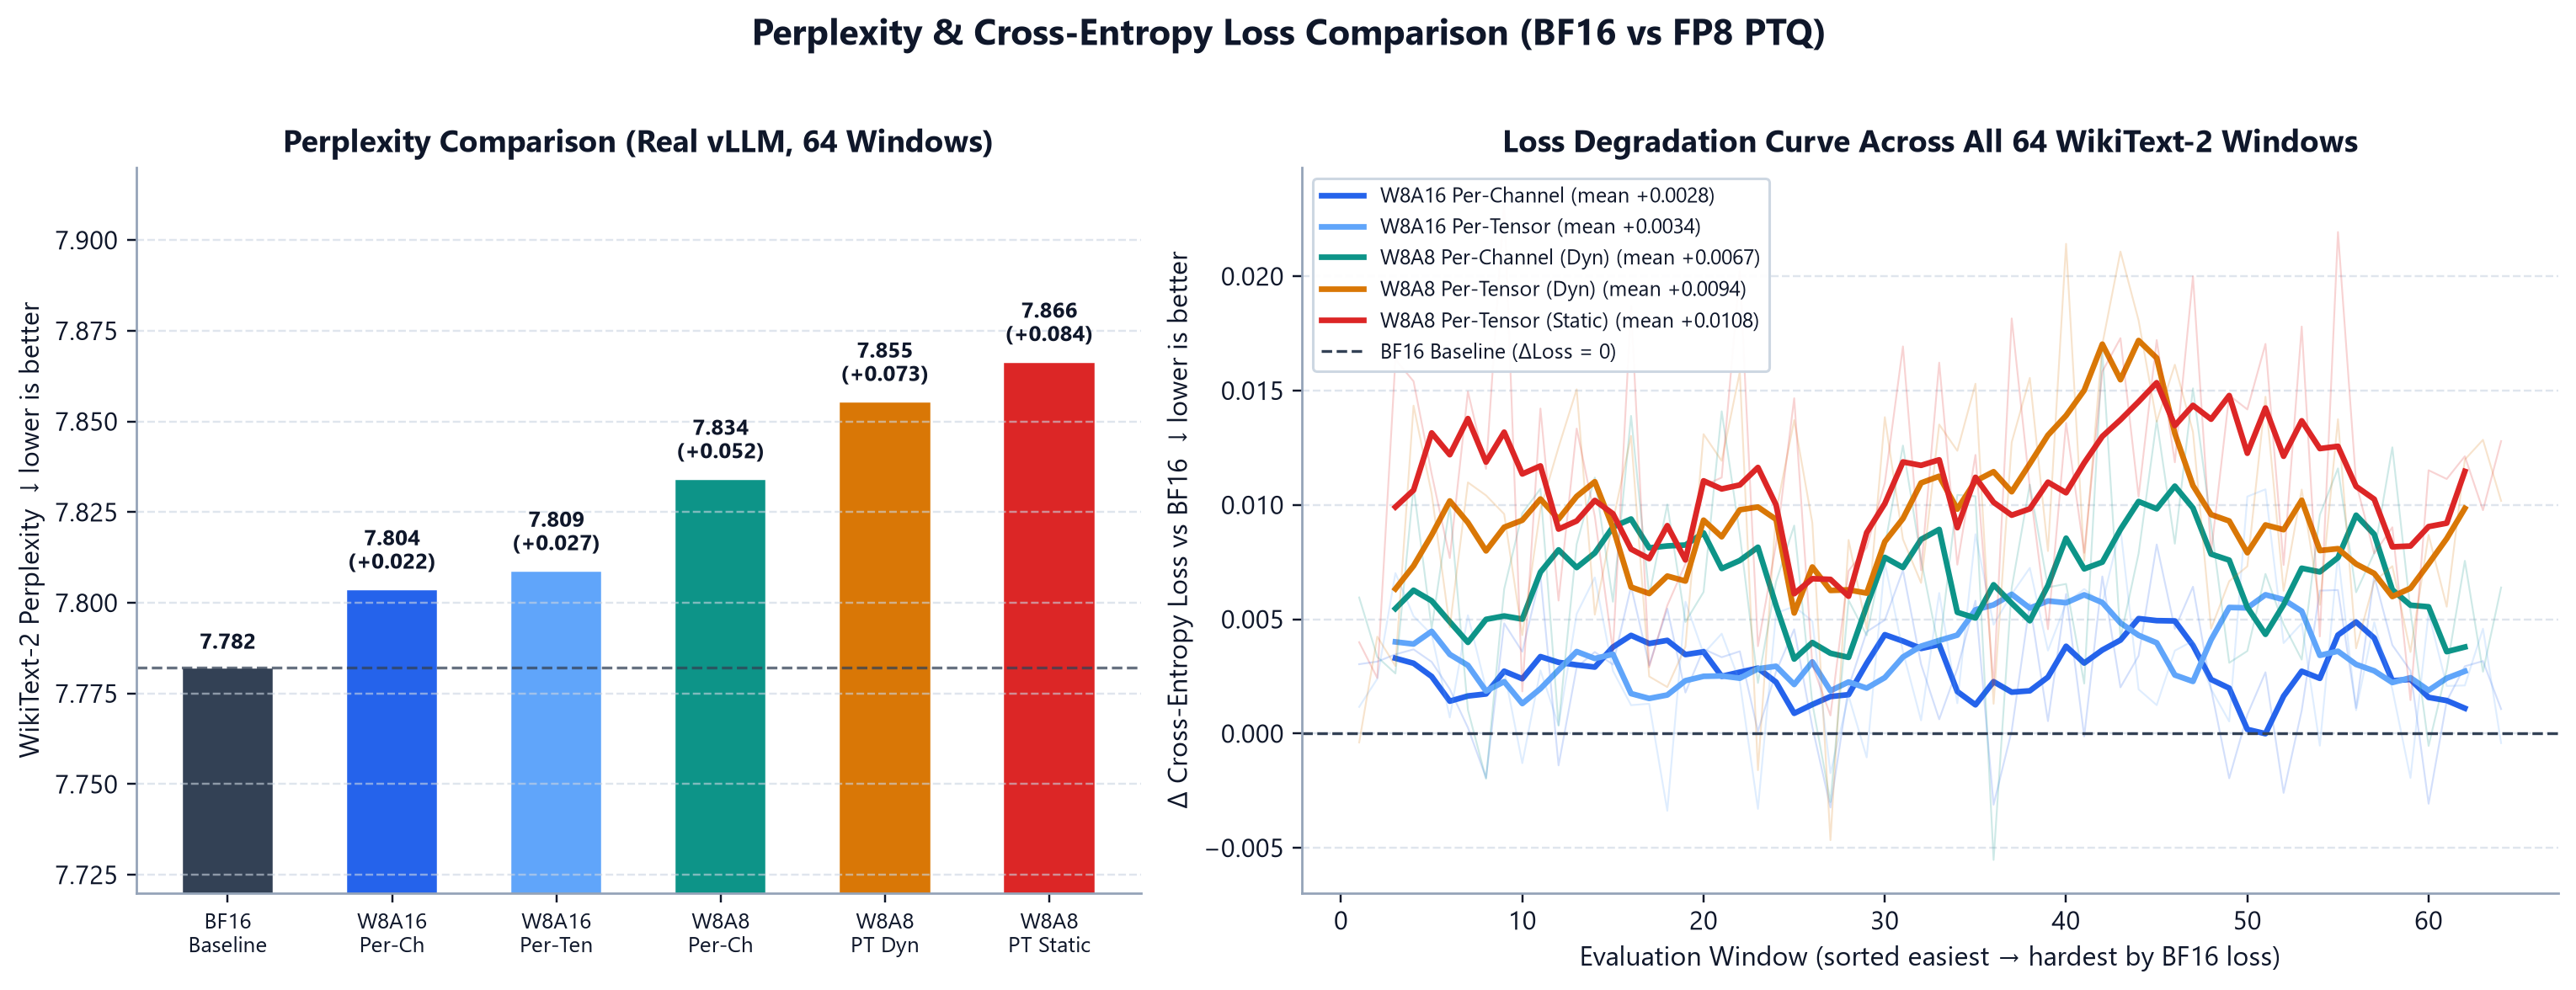 Perplexity & Cross-Entropy Loss Comparison (BF16 vs FP8 PTQ)
Perplexity Comparison (Real vLLM, 64 Windows)
WikiText-2 Perplexity ↓ lower is better
7.900
7.875
7.850
7.825
7.800
7.775
7.750
7.725
7.782
7.804
(+0.022)
7.809
(+0.027)
7.834
(+0.052)
7.855
(+0.073)
7.866
(+0.084)
BF16
Baseline
W8A16
Per-Ch
W8A16
Per-Ten
W8A8
Per-Ch
W8A8
PT Dyn
W8A8
PT Static
Loss Degradation Curve Across All 64 WikiText-2 Windows
Δ Cross-Entropy Loss vs BF16 ↓ lower is better
0.020
0.015
0.010
0.005
0.000
−0.005
W8A16 Per-Channel (mean +0.0028)
W8A16 Per-Tensor (mean +0.0034)
W8A8 Per-Channel (Dyn) (mean +0.0067)
W8A8 Per-Tensor (Dyn) (mean +0.0094)
W8A8 Per-Tensor (Static) (mean +0.0108)
BF16 Baseline (ΔLoss = 0)
0
10
20
30
40
50
60
Evaluation Window (sorted easiest → hardest by BF16 loss)